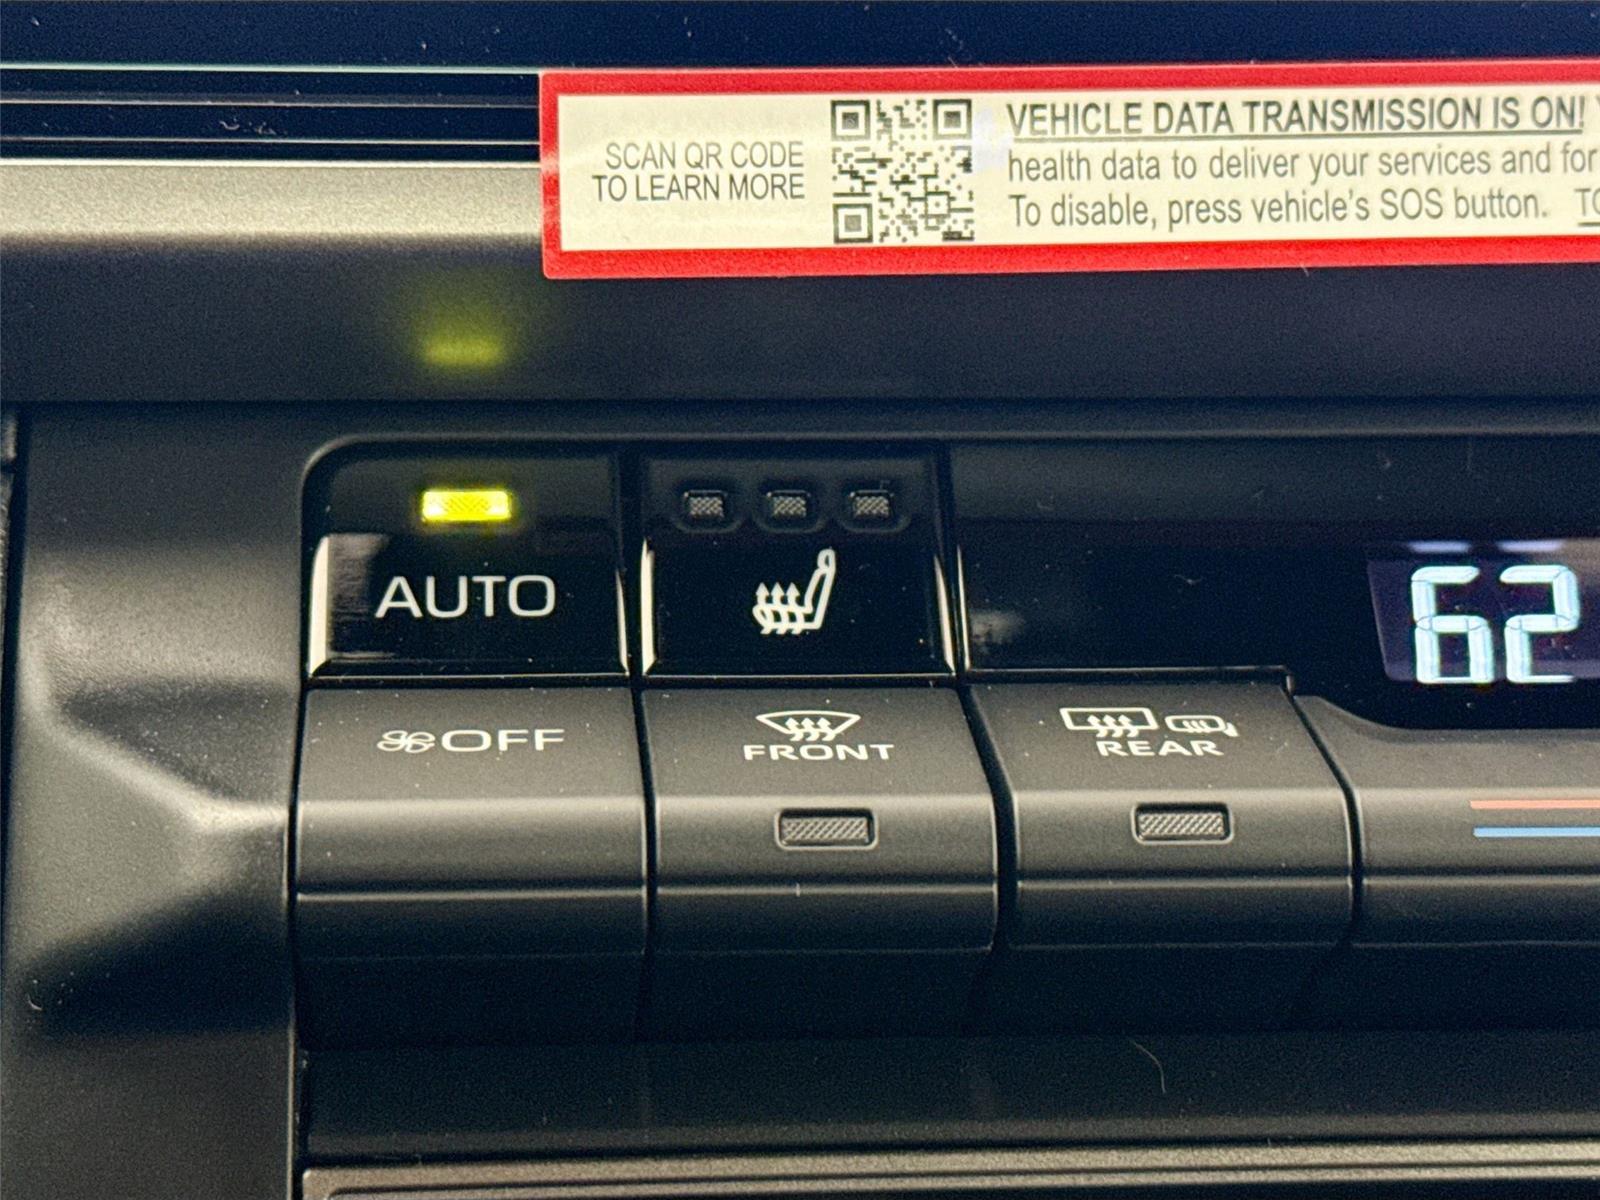 SCAN QR CODE
TO LEARN MORE
VEHICLE DATA TRANSMISSION IS ON!
health data to deliver your services and for
To disable, press vehicle's SOS button.
AUTO
62
OFF
FRONT
REAR